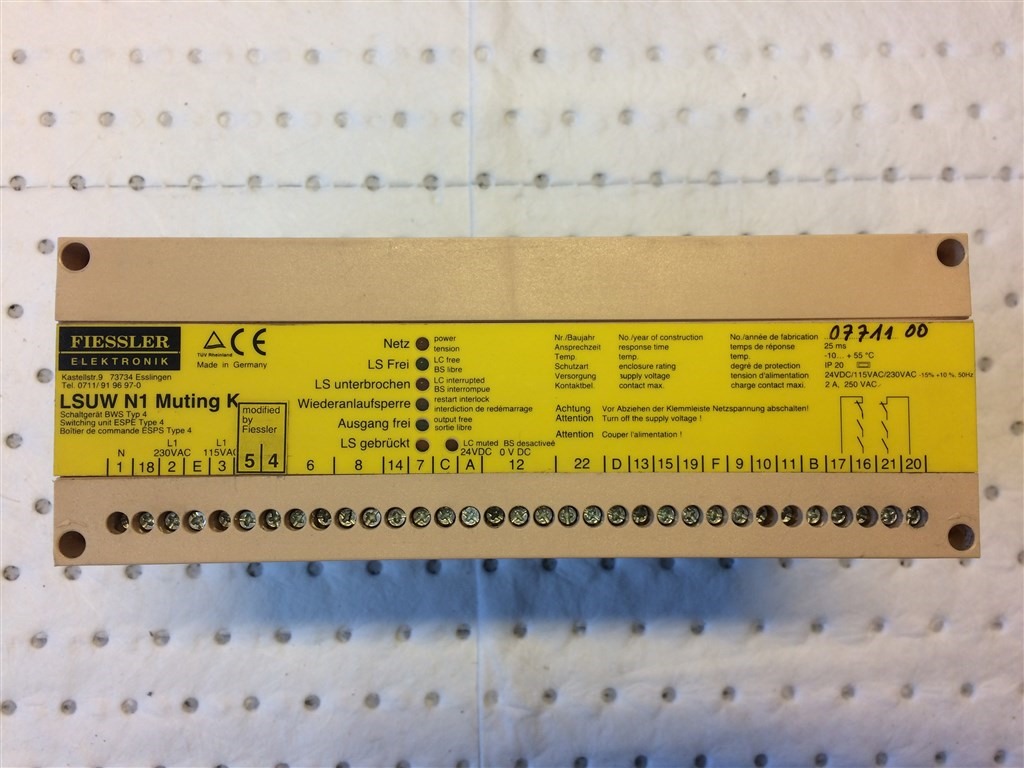 FIESSLER
ELEKTRONIK
Kastellstr.9 73734 Esslingen
Tel. 0711/ 91 96 97-0
TÜV Rheinland
CE
Made in Germany
LSUW N1 Muting K
Schaltgerät BWS Typ 4
Switching unit ESPE Type 4
Boîtier de commande ESPS Type 4
modified
by
Fiessler
Netz power
tension
LS Frei LC free
BS libre
LS unterbrochen LC interrupted
BS interrompue
Wiederanlaufsperre restart interlock
interdiction de redémarrage
Ausgang frei output free
sortie libre
LS gebrückt LC muted BS desactiveé
24VDC 0 V DC
Nr./Baujahr No./year of construction No./année de fabrication 07711 00
Ansprechzeit response time temps de réponse 25 ms
Temp. temp. temp. -10... + 55 °C
Schutzart enclosure rating degré de protection IP 20
Versorgung supply voltage tension d'alimentation 24VDC/115VAC/230VAC -15% +10 %, 50Hz
Kontaktbel. contact max. charge contact maxi. 2 A, 250 VAC.
Achtung Vor Abziehen der Klemmleiste Netzspannung abschalten!
Attention Turn off the supply voltage !
Attention Couper l'alimentation !
L1 L1
N 230VAC 115VAC
1 18 2 E 3 5 4 6 8 14 7 C A 12 22 D 13 15 19 F 9 10 11 B 17 16 21 20